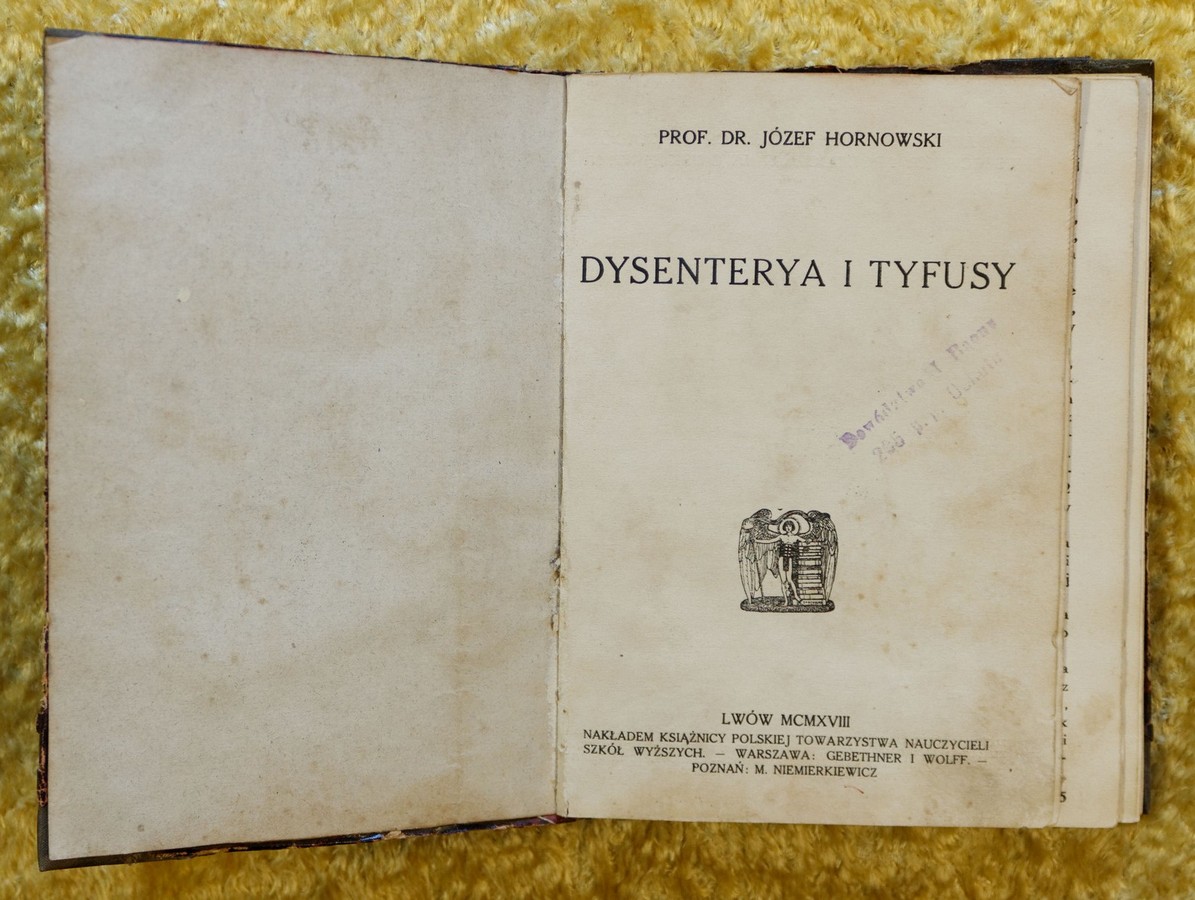 PROF. DR. JÓZEF HORNOWSKI
DYSENTERYA I TYFUSY
LWÓW MCMXVIII
NAKŁADEM KSIĄŻNICY POLSKIEJ TOWARZYSTWA NAUCZYCIELI
SZKÓŁ WYŻSZYCH. — WARSZAWA: GEBETHNER I WOLFF. —
POZNAŃ: M. NIEMIERKIEWICZ
5